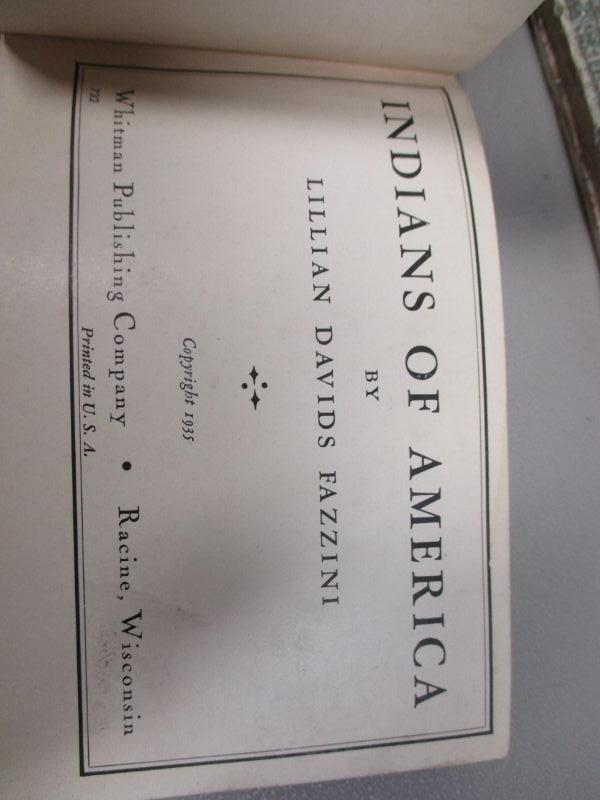 INDIANS OF AMERICA
BY
LILLIAN DAVIDS FAZZINI
Copyright 1935
Whitman Publishing Company • Racine, Wisconsin
m
Printed in U. S. A.